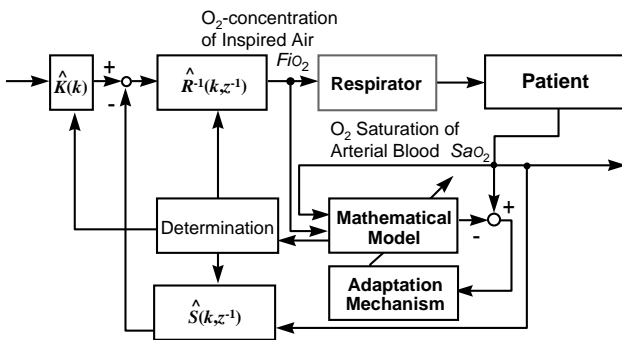 O₂-concentration
of Inspired Air
FiO₂
K̂(k)
+
-
R̂⁻¹(k,z⁻¹)
Respirator
Patient
O₂ Saturation of
Arterial Blood SaO₂
Determination
Mathematical
Model
+
-
Adaptation
Mechanism
Ŝ(k,z⁻¹)